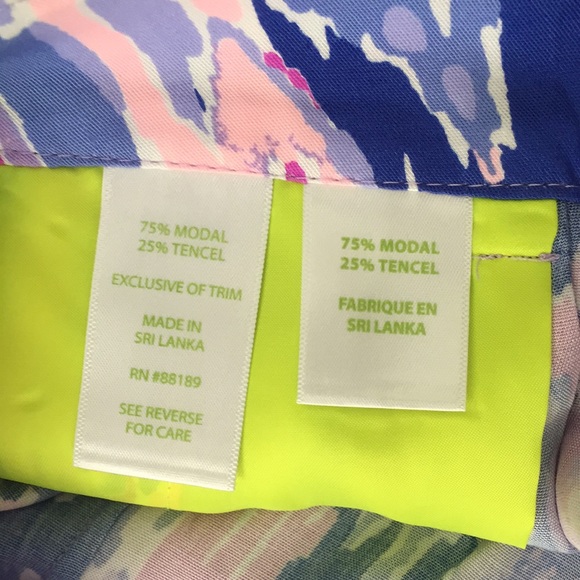 75% MODAL
25% TENCEL
EXCLUSIVE OF TRIM
MADE IN
SRI LANKA
RN #88189
SEE REVERSE
FOR CARE
75% MODAL
25% TENCEL
FABRIQUE EN
SRI LANKA